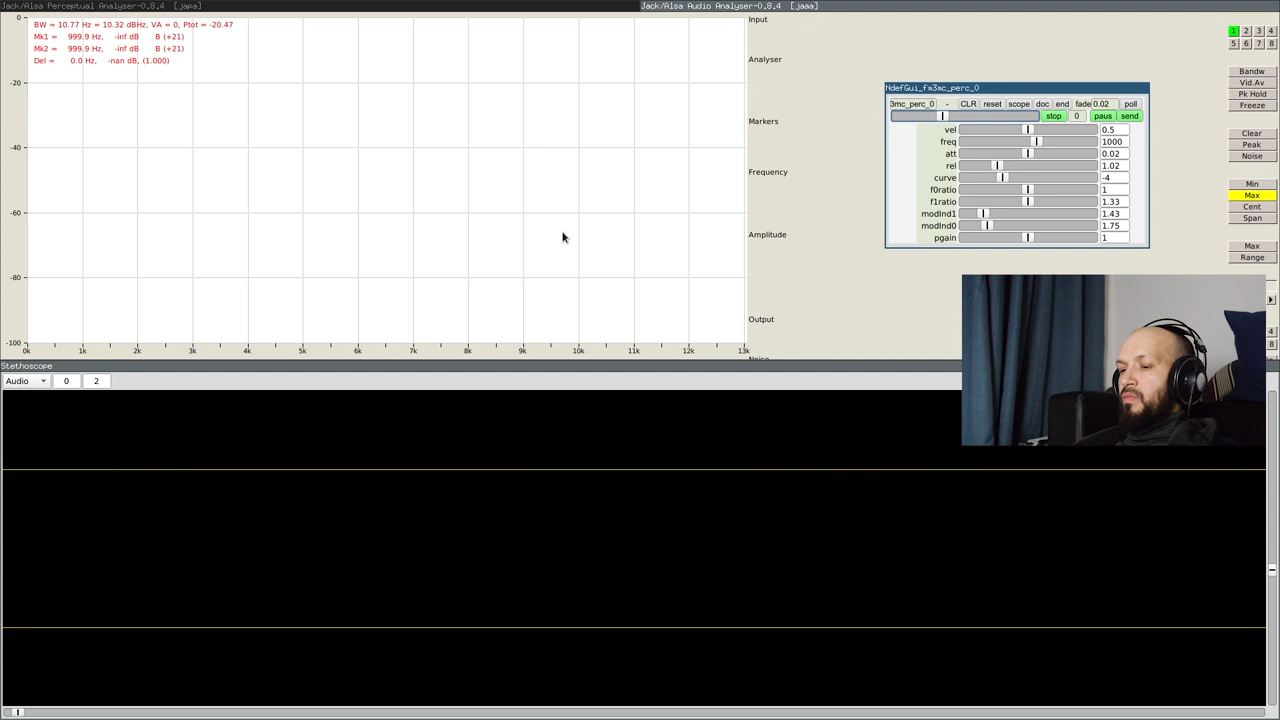 Jack/Alsa Perceptual Analyser-0.8.4 [japa]
Jack/Alsa Audio Analyser-0.8.4 [jaaa]
BW = 10.77 Hz = 10.32 dBHz, VA = 0, Ptot = -20.47
Mk1 = 999.9 Hz, -inf dB B (+21)
Mk2 = 999.9 Hz, -inf dB B (+21)
Del = 0.0 Hz, -nan dB, (1.000)
0
-20
-40
-60
-80
-100
0k 1k 2k 3k 4k 5k 6k 7k 8k 9k 10k 11k 12k 13k
Input
Analyser
Markers
Frequency
Amplitude
Output
NdefGui_fm3mc_perc_0
3mc_perc_0 - CLR reset scope doc end fade 0.02 poll
stop 0 paus send
vel 0.5
freq 1000
att 0.02
rel 1.02
curve -4
f0ratio 1
f1ratio 1.33
modInd1 1.43
modInd0 1.75
pgain 1
1 2 3 4
5 6 7 8
Bandw
Vid.Av
Pk Hold
Freeze
Clear
Peak
Noise
Min
Max
Cent
Span
Max
Range
4
8
Stethoscope
Audio 0 2